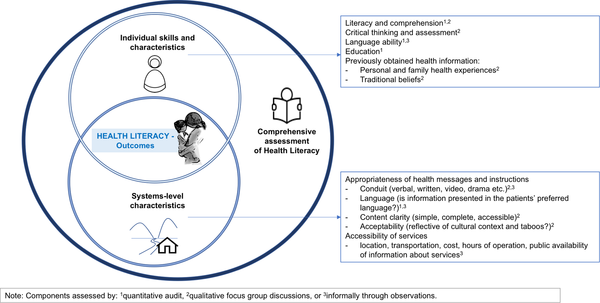 Individual skills and
characteristics
HEALTH LITERACY -
Outcomes
Systems-level
characteristics
Comprehensive
assessment
of Health Literacy
Literacy and comprehension¹,²
Critical thinking and assessment²
Language ability¹,³
Education¹
Previously obtained health information:
- Personal and family health experiences²
- Traditional beliefs²
Appropriateness of health messages and instructions
- Conduit (verbal, written, video, drama etc.)²,³
- Language (is information presented in the patients' preferred
language?)¹,³
- Content clarity (simple, complete, accessible)²
- Acceptability (reflective of cultural context and taboos?)²
Accessibility of services
- location, transportation, cost, hours of operation, public availability
of information about services³
Note: Components assessed by: ¹quantitative audit, ²qualitative focus group discussions, or ³informally through observations.